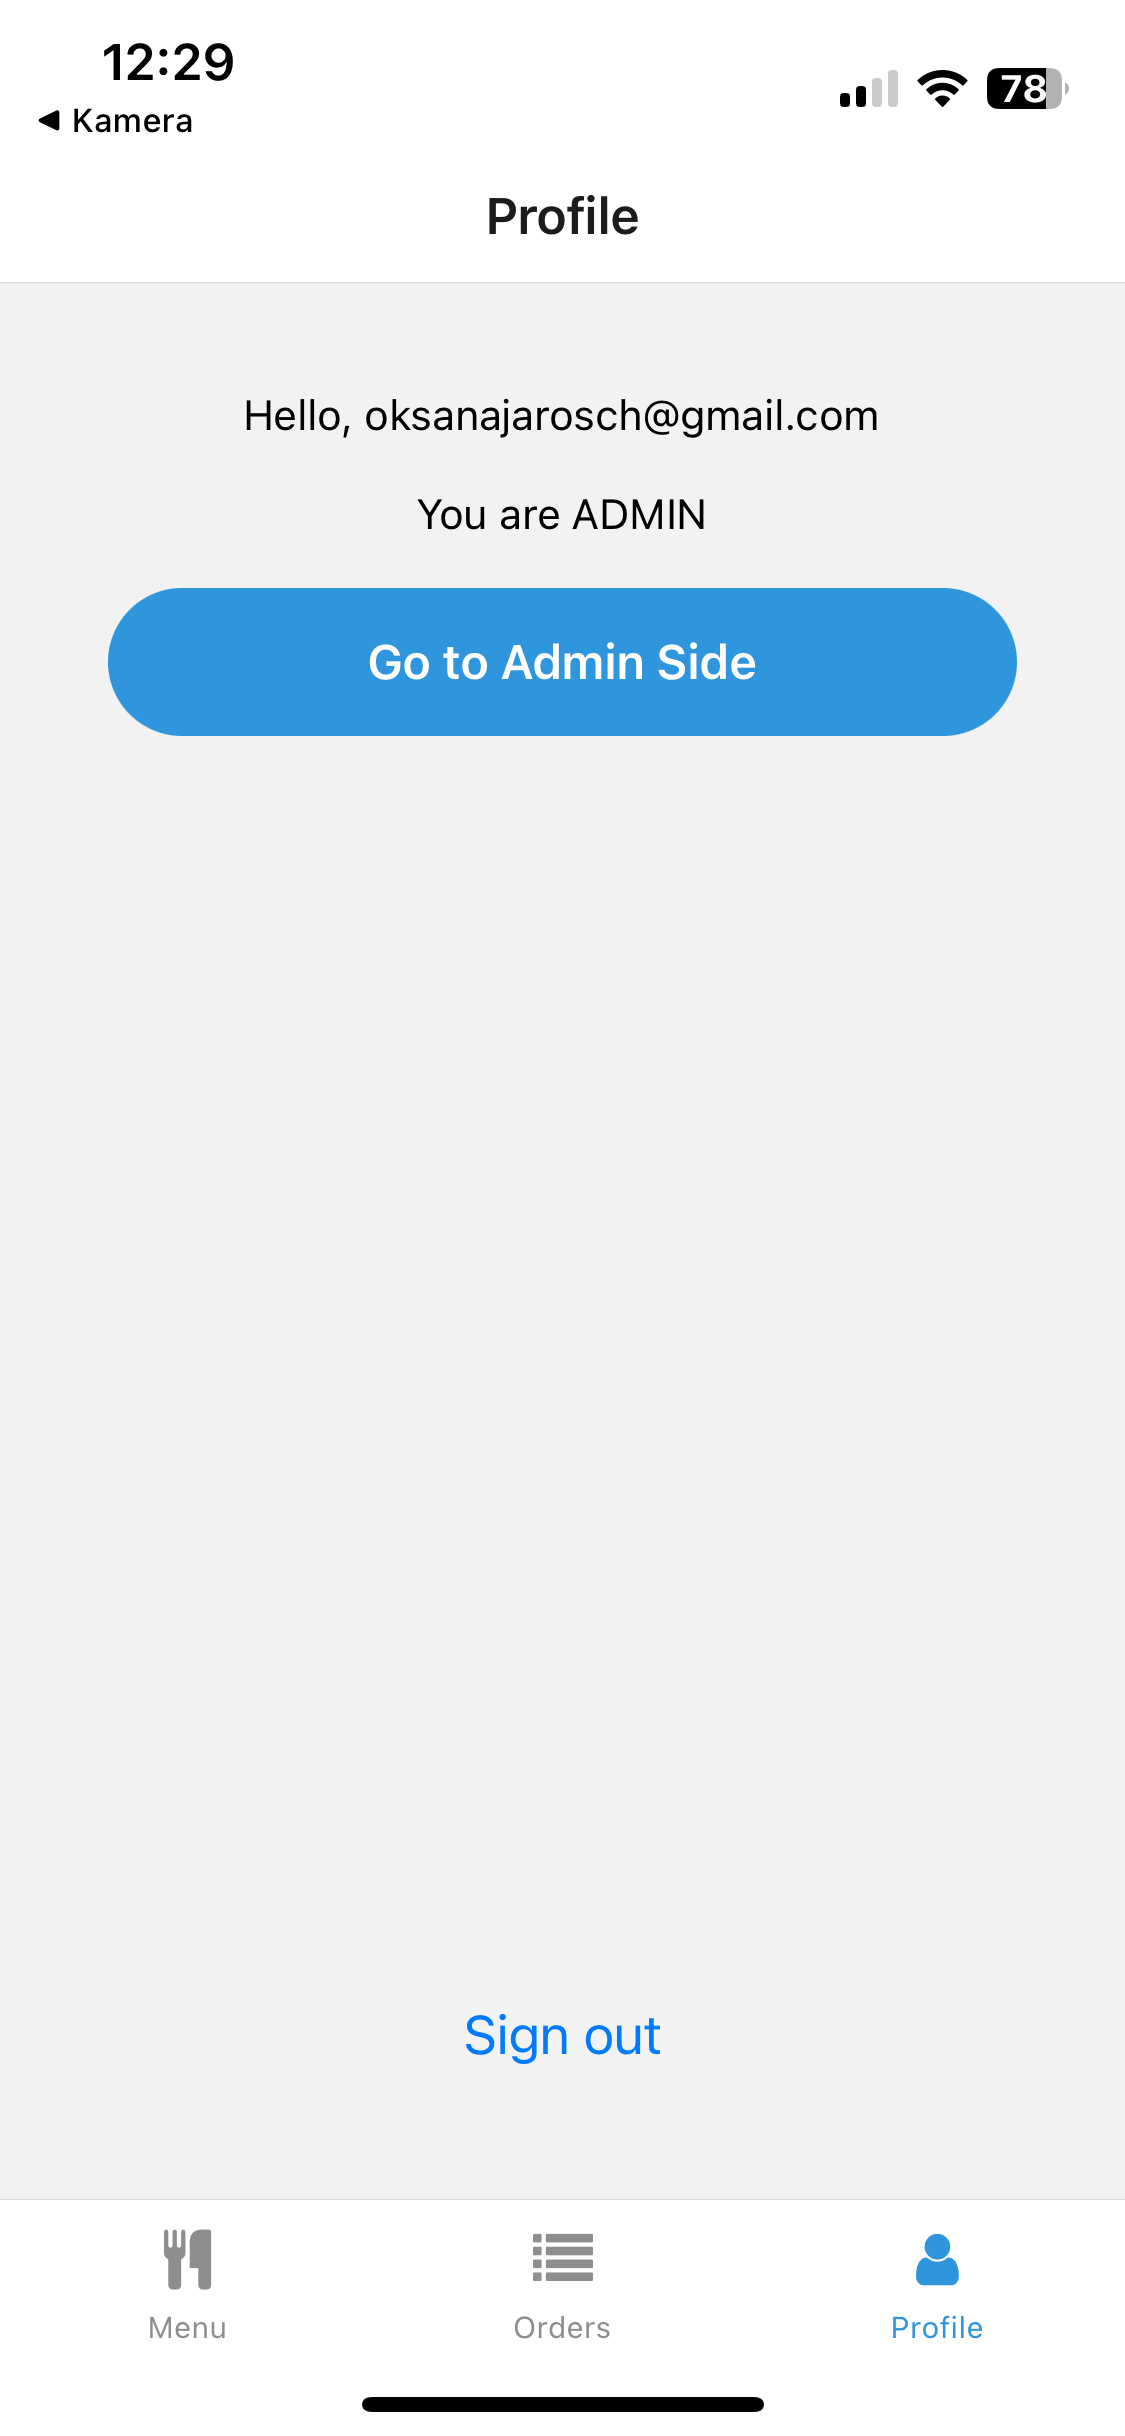 12:29
Kamera
78
Profile
Hello, oksanajarosch@gmail.com
You are ADMIN
Go to Admin Side
Sign out
Menu
Orders
Profile